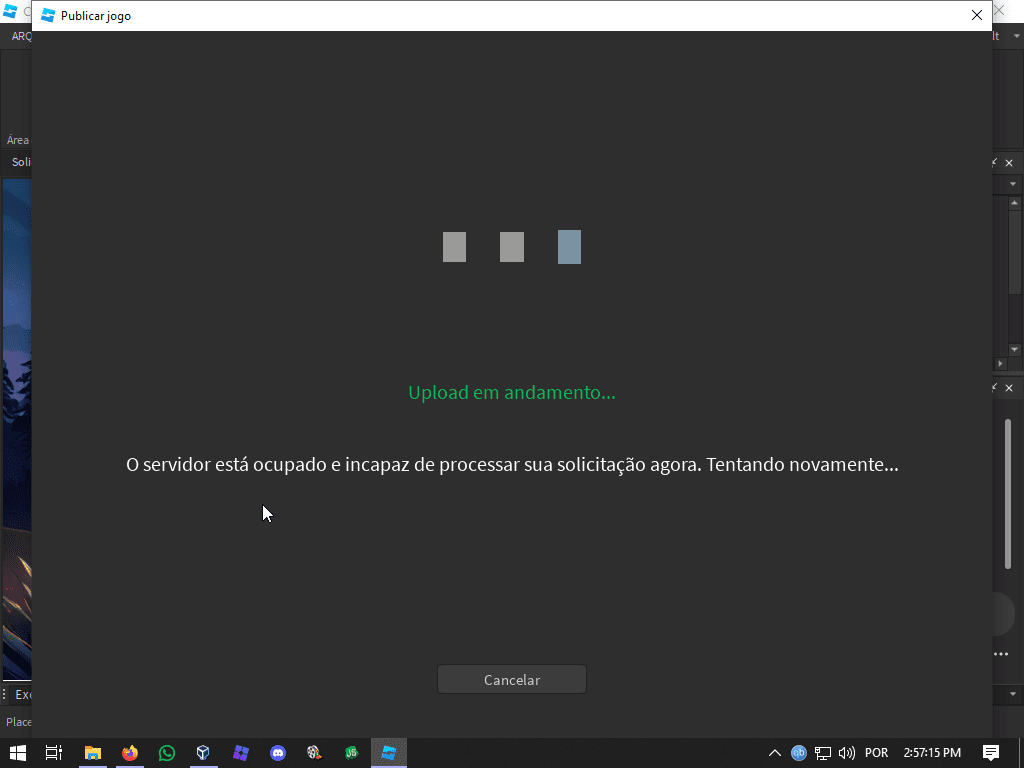 Publicar jogo
ARQ
lt
Área
Soli
Upload em andamento...
O servidor está ocupado e incapaz de processar sua solicitação agora. Tentando novamente...
Cancelar
Exe
Place
POR
2:57:15 PM